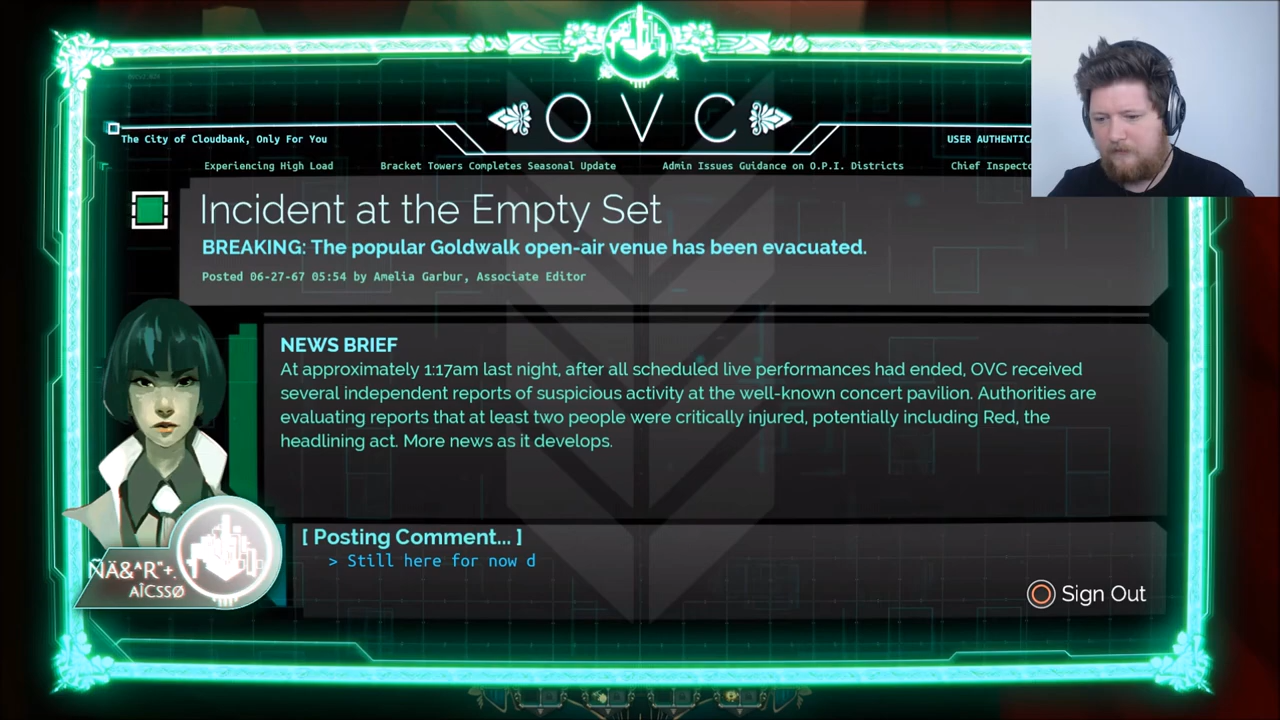 OVC
The City of Cloudbank, Only For You
USER AUTHENTICA
Experiencing High Load Bracket Towers Completes Seasonal Update Admin Issues Guidance on O.P.I. Districts Chief Inspect
Incident at the Empty Set
BREAKING: The popular Goldwalk open-air venue has been evacuated.
Posted 06-27-67 05:54 by Amelia Garbur, Associate Editor
NEWS BRIEF
At approximately 1:17am last night, after all scheduled live performances had ended, OVC received
several independent reports of suspicious activity at the well-known concert pavilion. Authorities are
evaluating reports that at least two people were critically injured, potentially including Red, the
headlining act. More news as it develops.
[ Posting Comment... ]
> Still here for now d
ÑÄ&^R"+.
AÎCSSØ
Sign Out